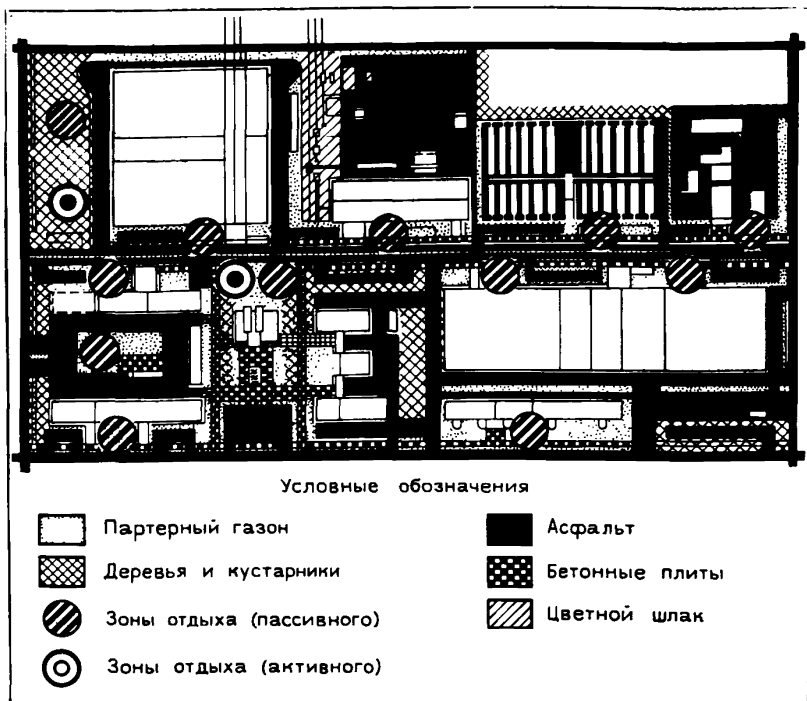 Условные обозначения
Партерный газон
Деревья и кустарники
Зоны отдыха (пассивного)
Зоны отдыха (активного)
Асфальт
Бетонные плиты
Цветной шлак